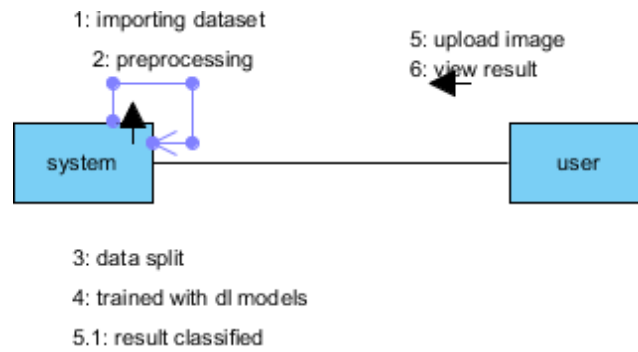 1: importing dataset
2: preprocessing
5: upload image
6: view result
system
user
3: data split
4: trained with dl models
5.1: result classified